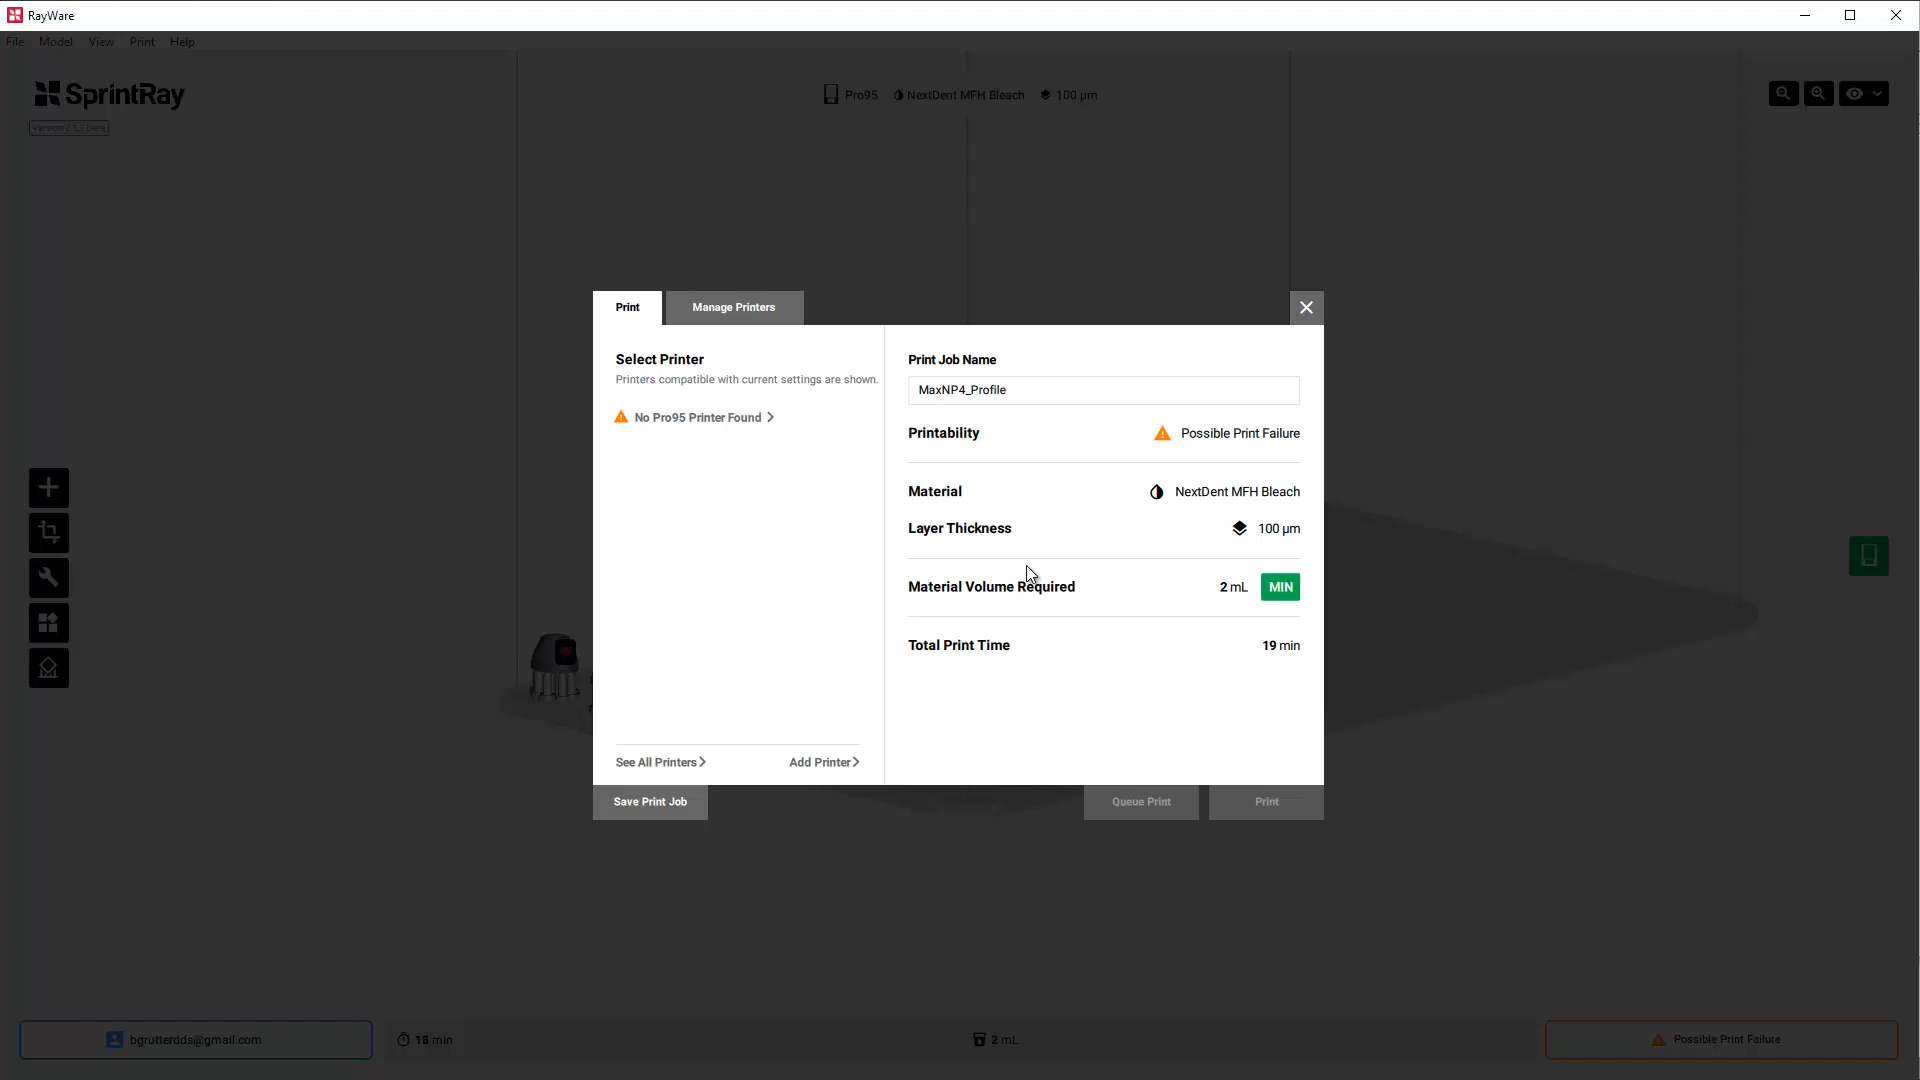 RayWare
File Model View Print Help
SprintRay
Pro95 NextDent MFH Bleach 100 µm
Print Manage Printers
Select Printer
Printers compatible with current settings are shown.
No Pro95 Printer Found
See All Printers Add Printer
Print Job Name
MaxNP4_Profile
Printability Possible Print Failure
Material NextDent MFH Bleach
Layer Thickness 100 µm
Material Volume Required 2 mL MIN
Total Print Time 19 min
Save Print Job Queue Print Print
bgrutterdds@gmail.com 18 min 2 mL Possible Print Failure